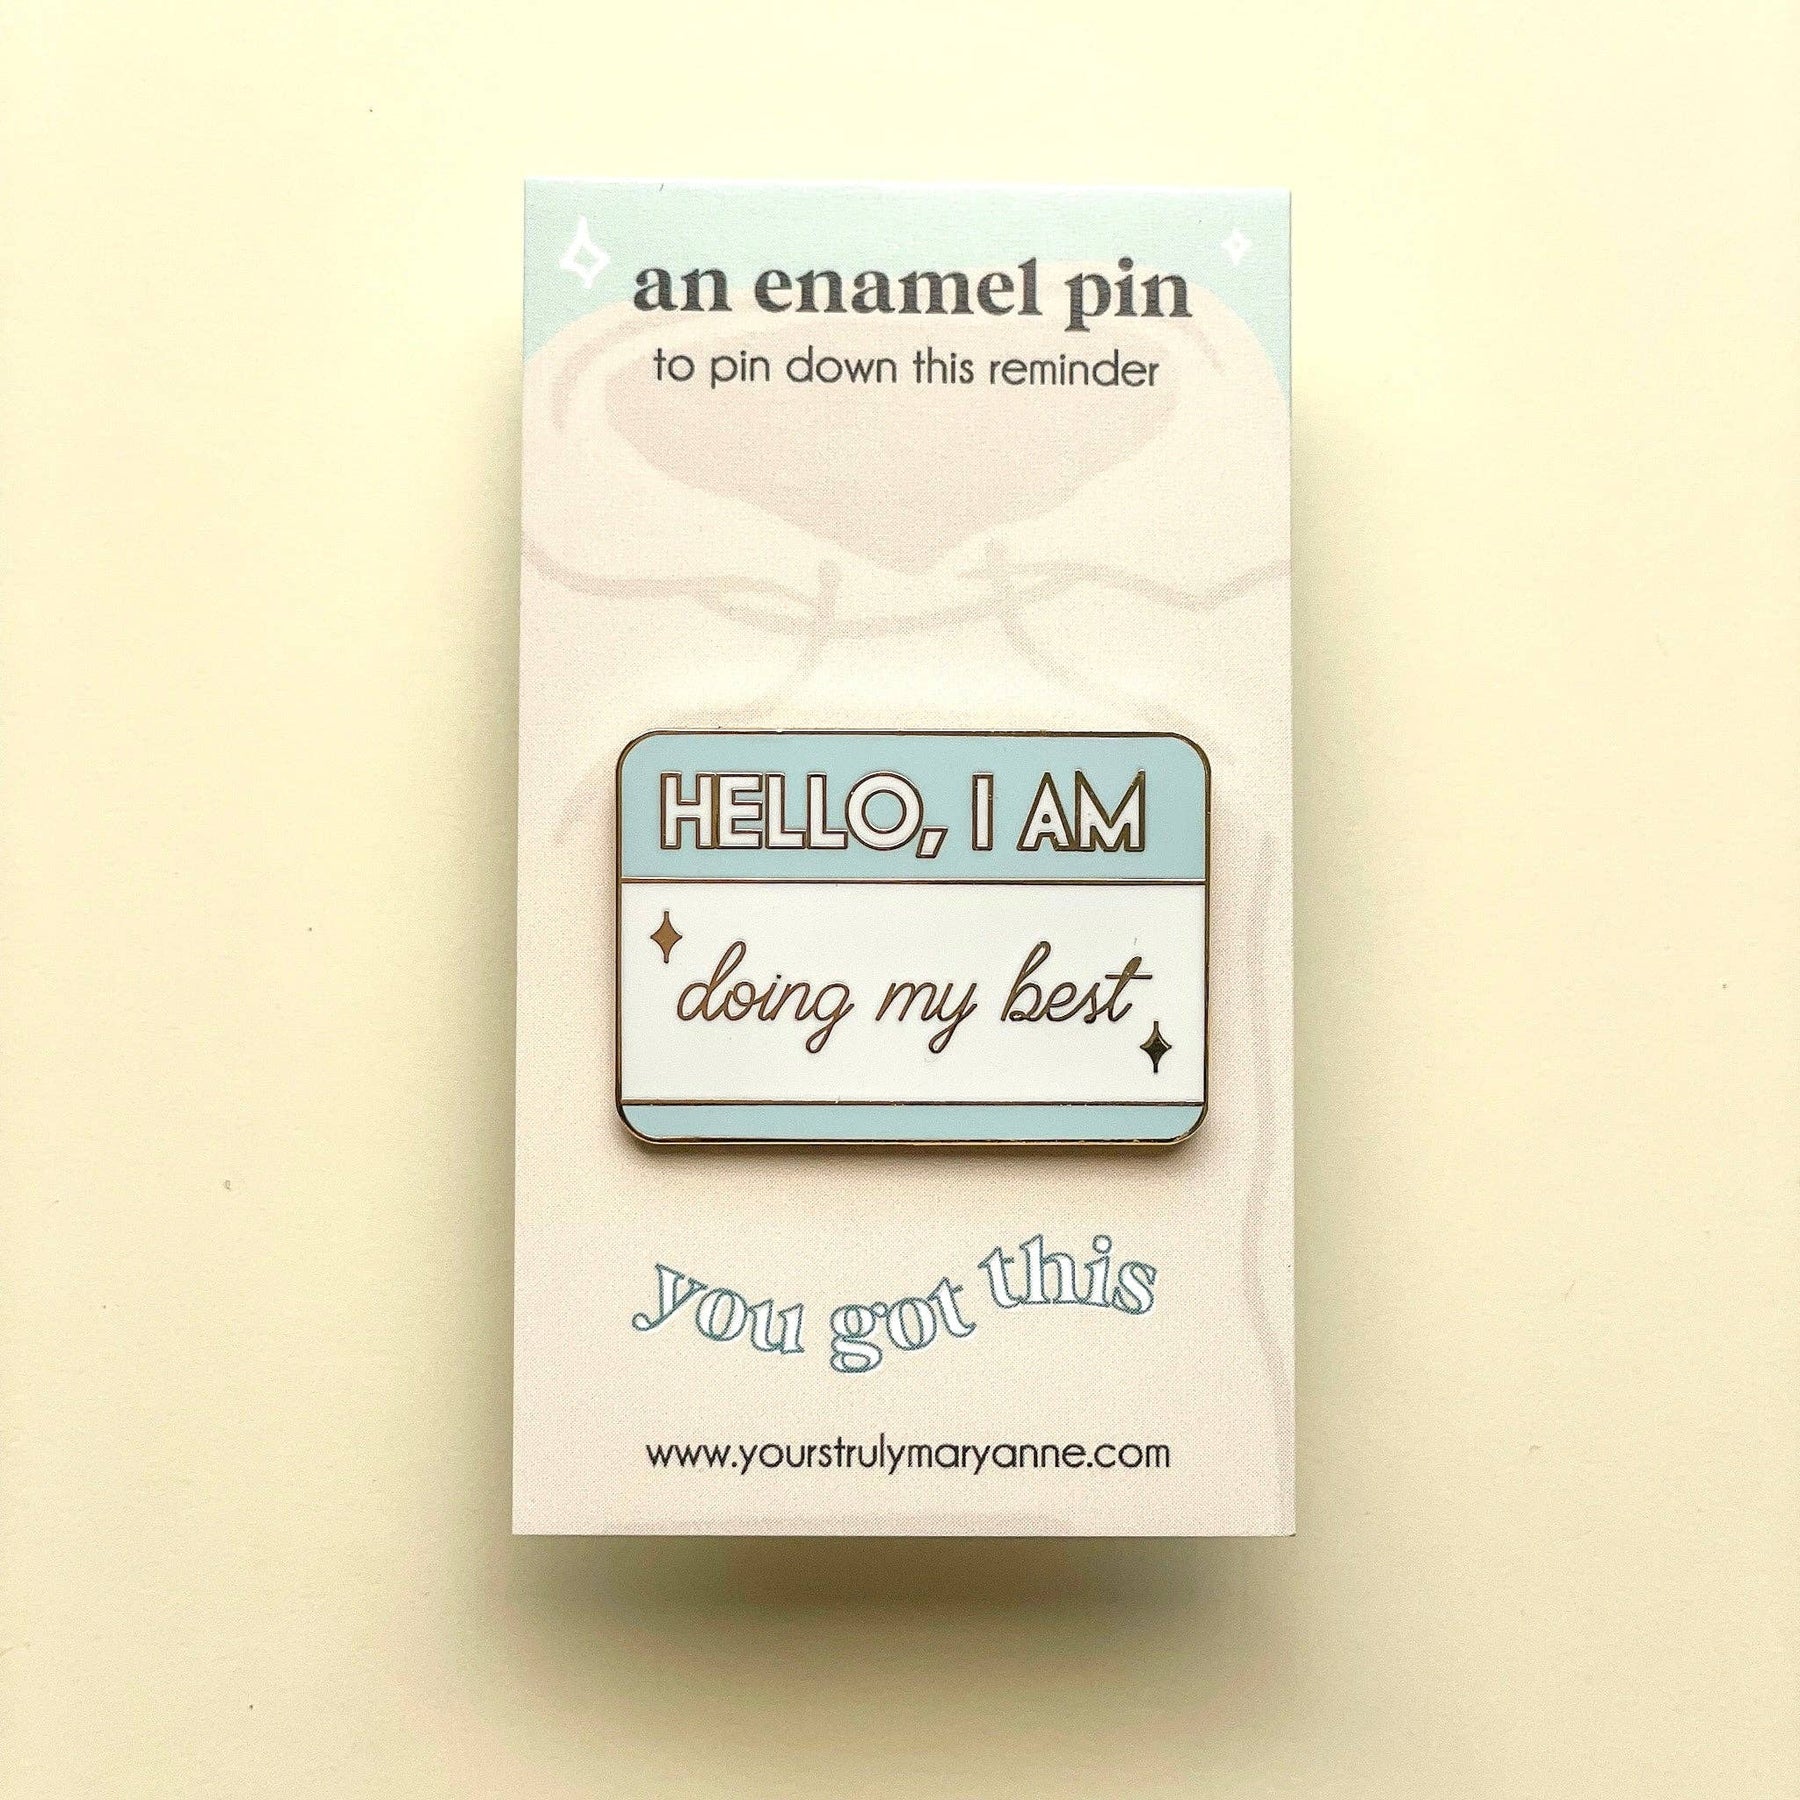 an enamel pin
to pin down this reminder
HELLO, I AM
doing my best
you got this
www.yourstrulymaryanne.com